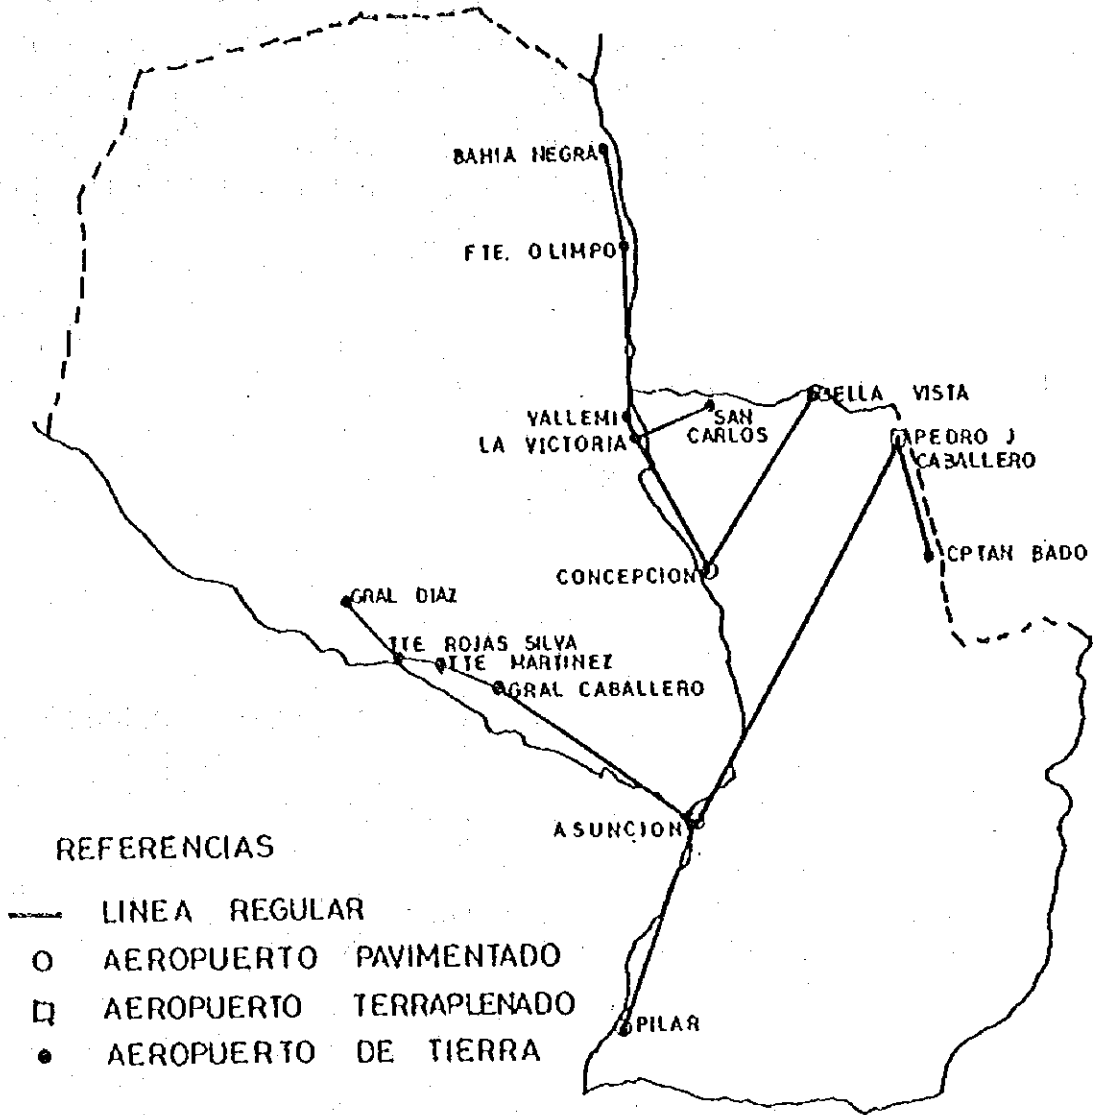 BAHIA NEGRA
FTE. OLIMPO
BELLA VISTA
VALLEMI
SAN
CARLOS
LA VICTORIA
PEDRO J
CABALLERO
CPTAN BADO
CONCEPCION
GRAL DIAZ
TTE ROJAS SILVA
TTE MARTINEZ
GRAL CABALLERO
ASUNCION
PILAR
REFERENCIAS
LINEA REGULAR
AEROPUERTO PAVIMENTADO
AEROPUERTO TERRAPLENADO
AEROPUERTO DE TIERRA